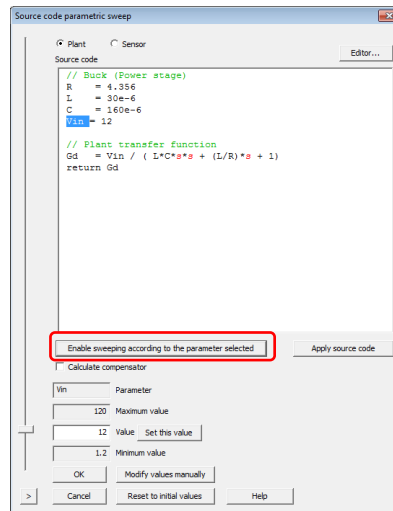 Source code parametric sweep
Plant Sensor
Editor...
Source code
// Buck (Power stage)
R = 4.356
L = 30e-6
C = 160e-6
Vin = 12
// Plant transfer function
Gd = Vin / ( L*C*s*s + (L/R)*s + 1)
return Gd
Enable sweeping according to the parameter selected Apply source code
Calculate compensator
Vin Parameter
120 Maximum value
12 Value Set this value
1.2 Minimum value
OK Modify values manually
> Cancel Reset to initial values Help